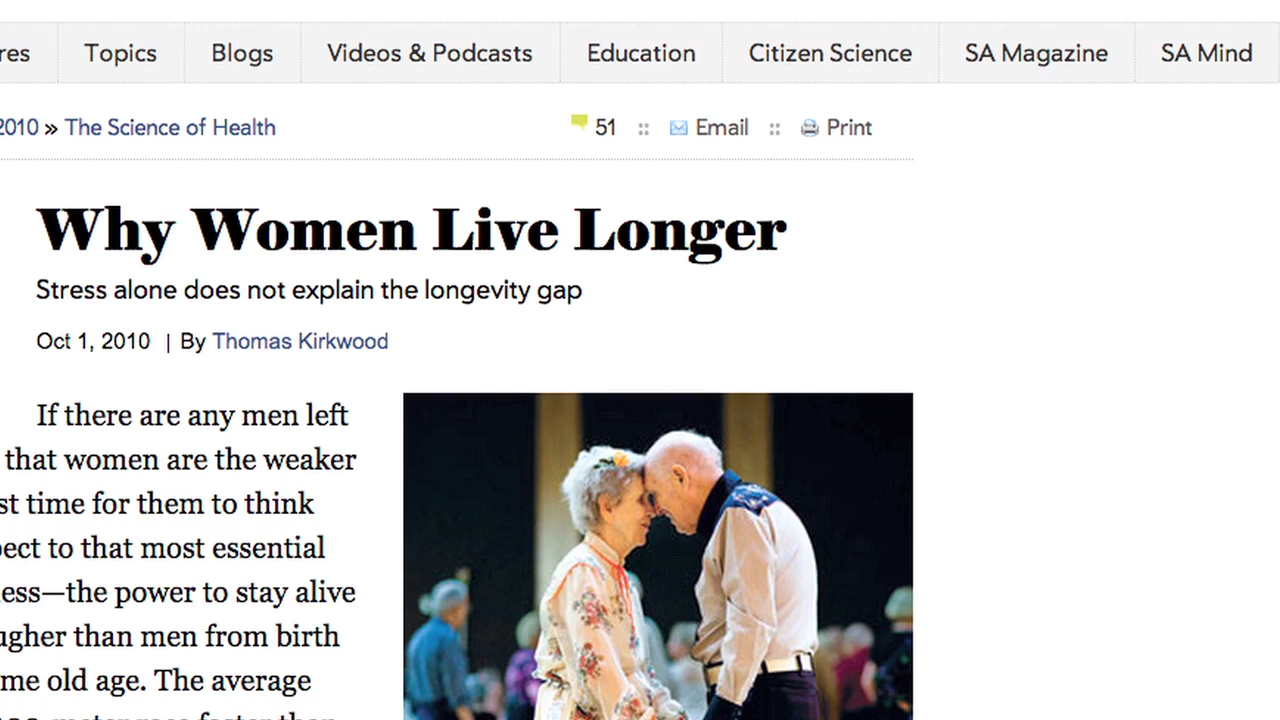 res Topics Blogs Videos & Podcasts Education Citizen Science SA Magazine SA Mind
2010 » The Science of Health 51 :: Email :: Print
Why Women Live Longer
Stress alone does not explain the longevity gap
Oct 1, 2010 | By Thomas Kirkwood
If there are any men left
that women are the weaker
st time for them to think
pect to that most essential
ess—the power to stay alive
ugher than men from birth
me old age. The average